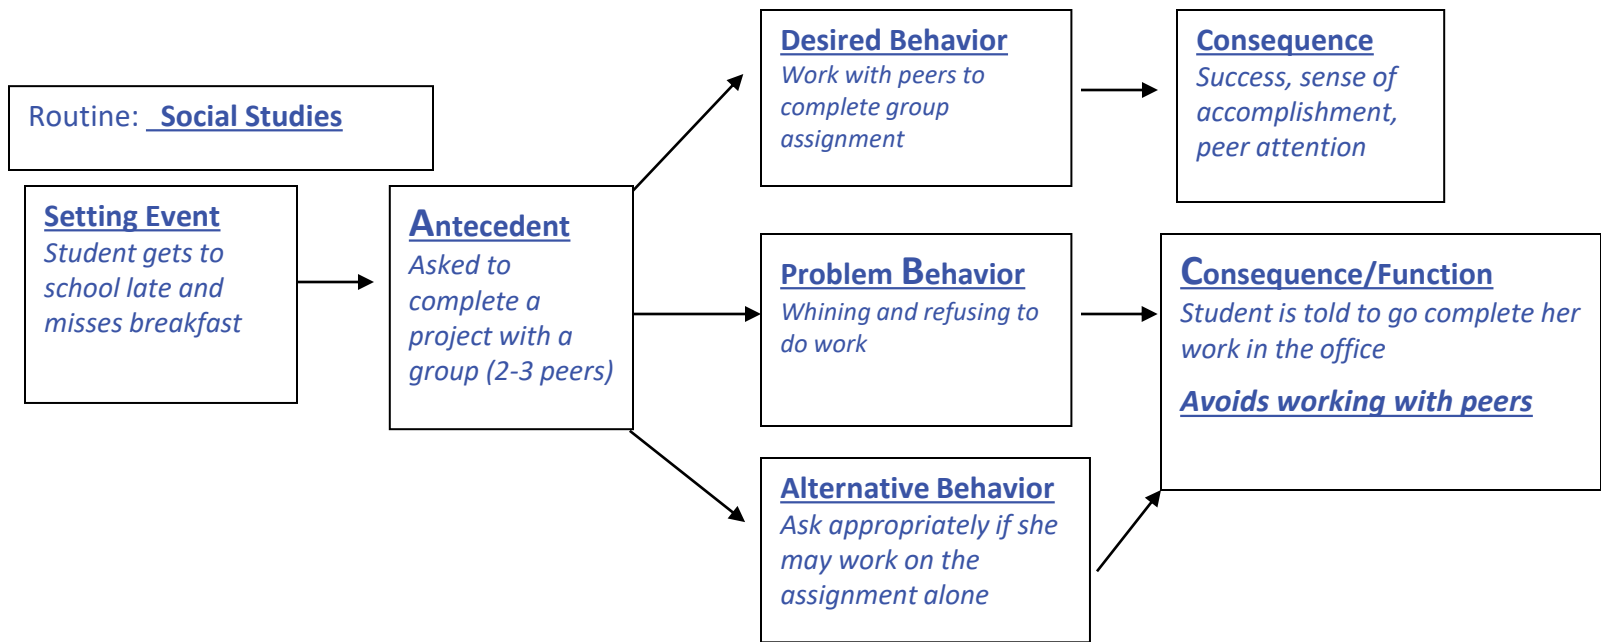 Routine: Social Studies
Setting Event
Student gets to
school late and
misses breakfast
Antecedent
Asked to
complete a
project with a
group (2-3 peers)
Desired Behavior
Work with peers to
complete group
assignment
Consequence
Success, sense of
accomplishment,
peer attention
Problem Behavior
Whining and refusing to
do work
Consequence/Function
Student is told to go complete her
work in the office
Avoids working with peers
Alternative Behavior
Ask appropriately if she
may work on the
assignment alone